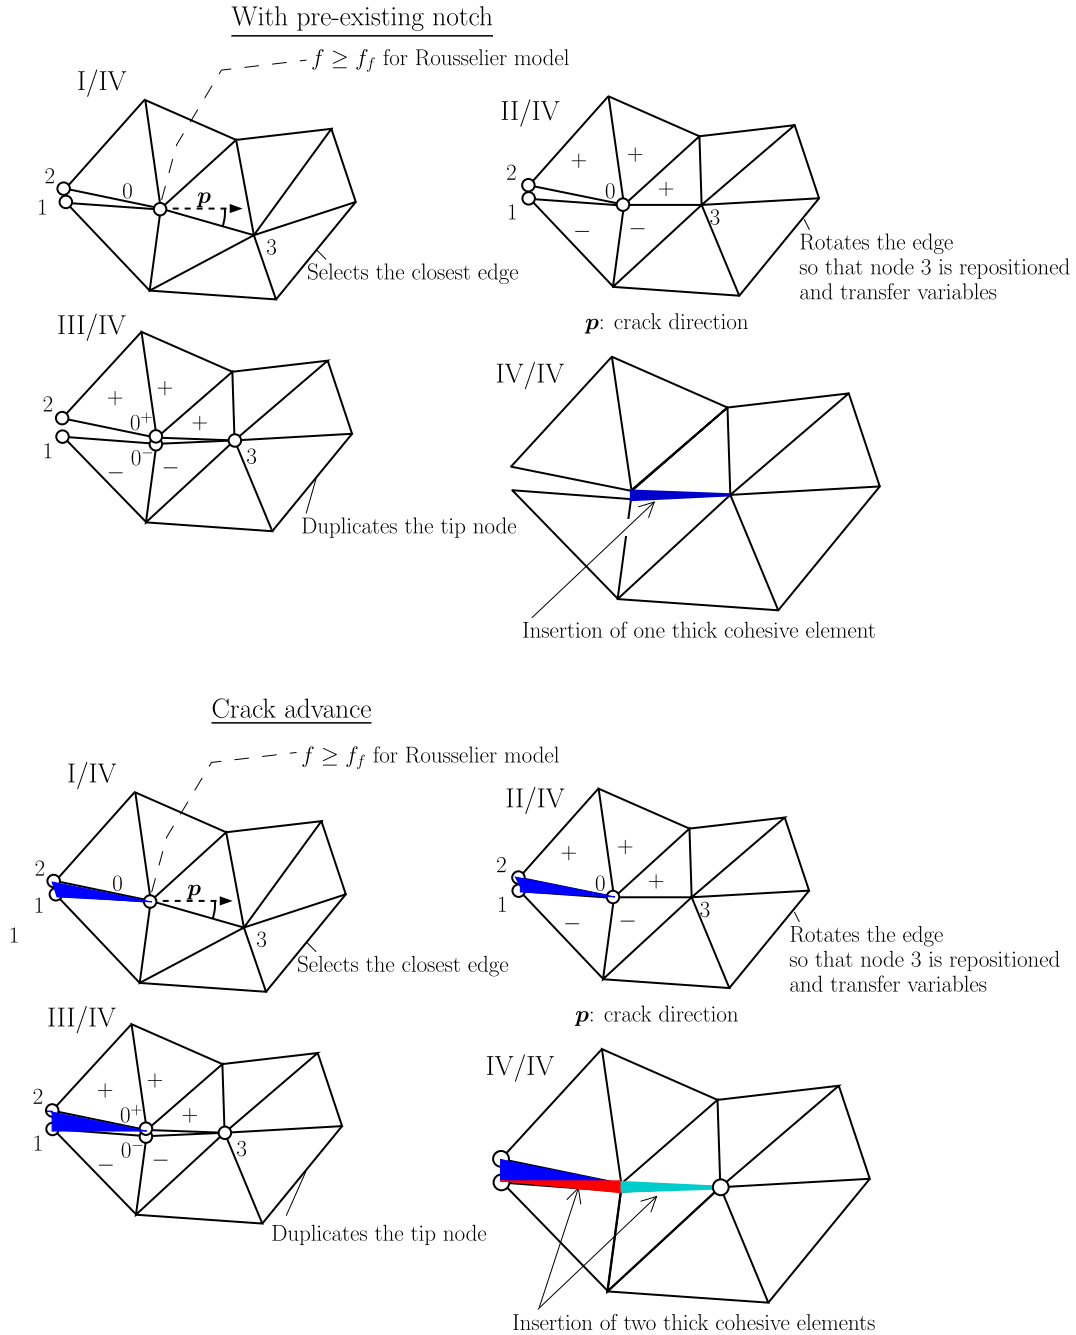 With pre-existing notch
f ≥ f_f for Rousselier model
I/IV
2
0
p
1
3
Selects the closest edge
II/IV
+
+
2
0
+
1
3
−
−
Rotates the edge
so that node 3 is repositioned
and transfer variables
p: crack direction
III/IV
+
+
2
0⁺
+
1
0⁻
3
−
−
Duplicates the tip node
IV/IV
Insertion of one thick cohesive element
Crack advance
f ≥ f_f for Rousselier model
I/IV
2
0
p
1
1
3
Selects the closest edge
II/IV
+
+
2
0
+
1
3
−
−
Rotates the edge
so that node 3 is repositioned
and transfer variables
p: crack direction
III/IV
+
+
2
0⁺
+
1
0⁻
3
−
−
Duplicates the tip node
IV/IV
Insertion of two thick cohesive elements